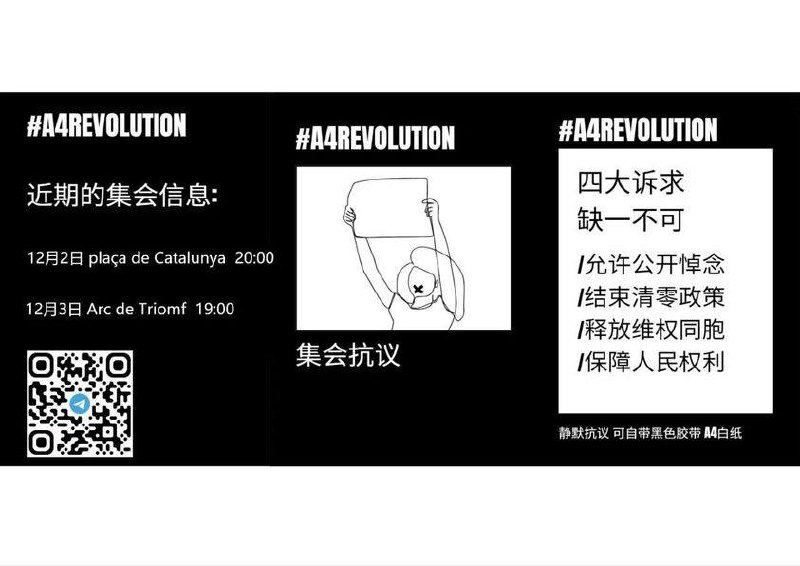 #A4REVOLUTION
近期的集会信息:
12月2日 plaça de Catalunya 20:00
12月3日 Arc de Triomf 19:00
#A4REVOLUTION
集会抗议
#A4REVOLUTION
四大诉求
缺一不可
/允许公开悼念
/结束清零政策
/释放维权同胞
/保障人民权利
静默抗议 可自带黑色胶带 A4白纸